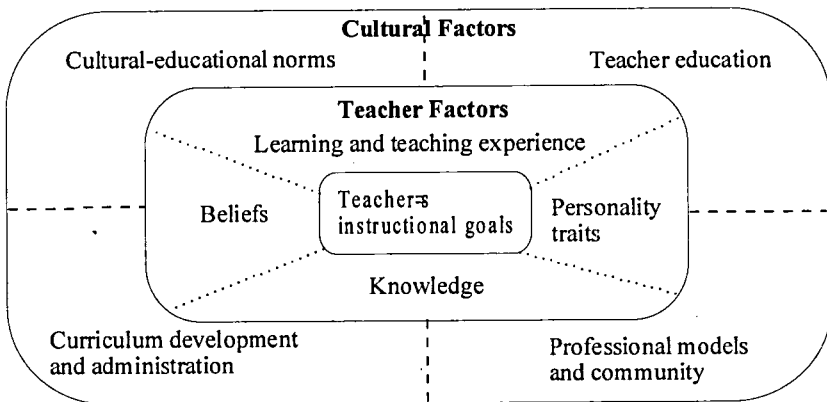 Cultural Factors
Cultural-educational norms
Teacher education
Teacher Factors
Learning and teaching experience
Beliefs
Teacher=s
instructional goals
Personality
traits
Knowledge
Curriculum development
and administration
Professional models
and community